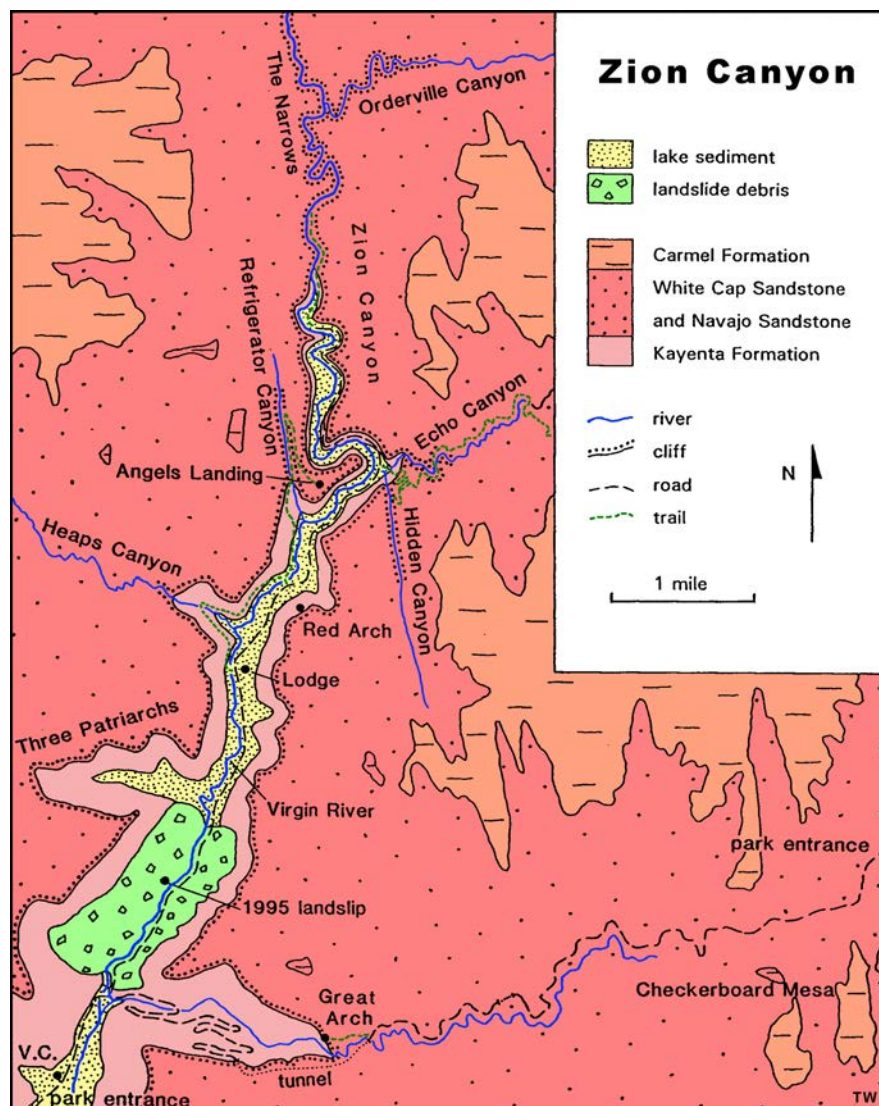 Zion Canyon
lake sediment
landslide debris
Carmel Formation
White Cap Sandstone
and Navajo Sandstone
Kayenta Formation
river
cliff
road
trail
N
1 mile
The Narrows
Orderville Canyon
Zion Canyon
Refrigerator Canyon
Echo Canyon
Angels Landing
Hidden Canyon
Heaps Canyon
Red Arch
Lodge
Three Patriarchs
Virgin River
park entrance
1995 landslip
Checkerboard Mesa
Great
Arch
V.C.
tunnel
park entrance
TW